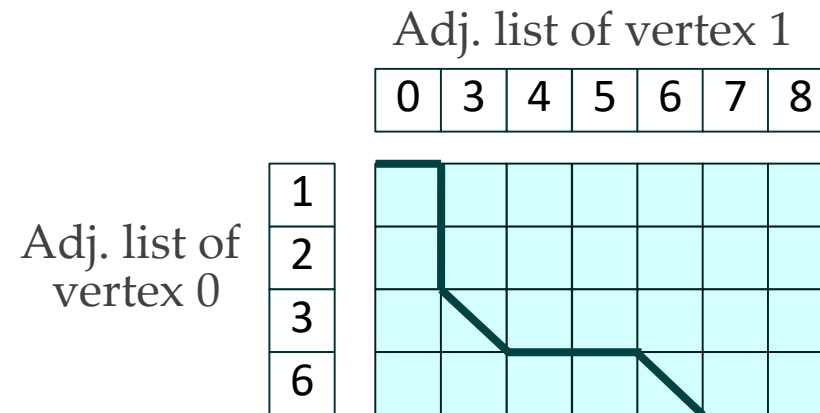 Adj. list of vertex 1
0 3 4 5 6 7 8
Adj. list of
vertex 0
1
2
3
6